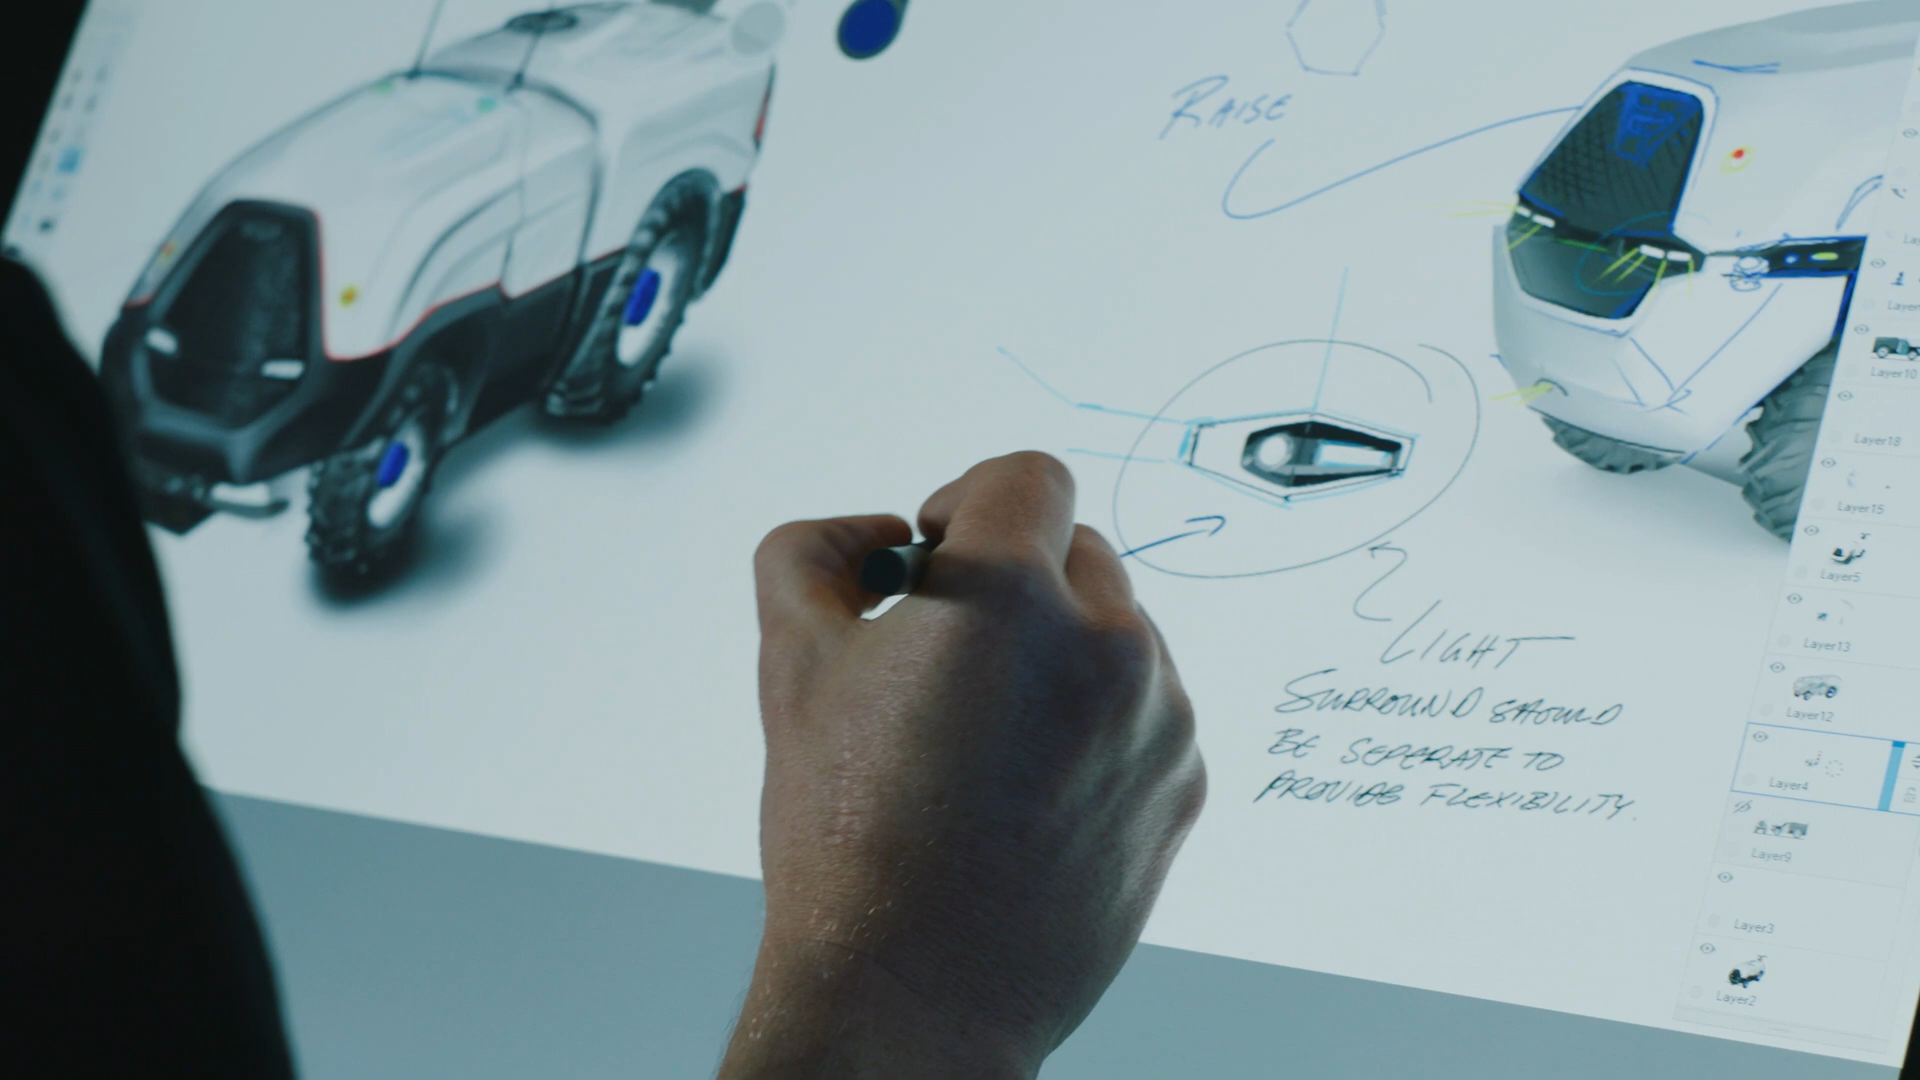 RAISE
LIGHT
SURROUND SHOULD
BE SEPERATE TO
PROVIDE FLEXIBILITY.
Layer10
Layer18
Layer15
Layer5
Layer13
Layer12
Layer4
Layer9
Layer3
Layer2